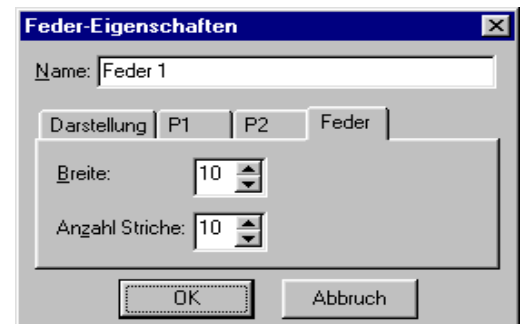 Feder-Eigenschaften
Name: Feder 1
Darstellung P1 P2 Feder
Breite: 10
Anzahl Striche: 10
OK Abbruch